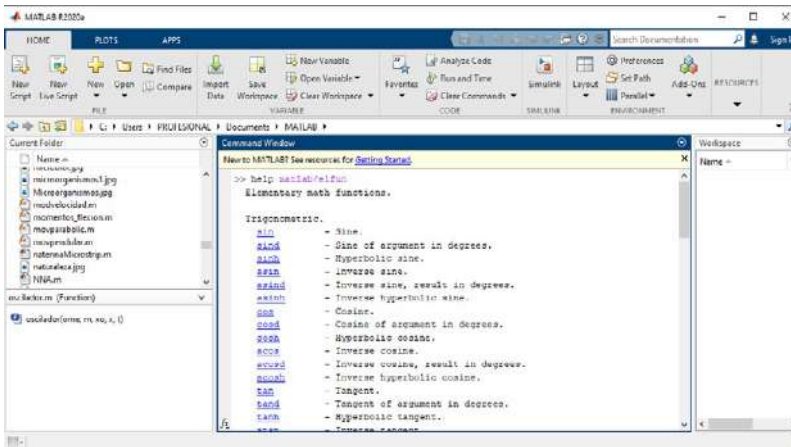 MATLAB R2020a
HOME PLOTS APPS
Search Documentation
Sign
New Script
New Live Script
New
Open
Find Files
Compare
Import Data
Save Workspace
New Variable
Open Variable
Clear Workspace
Favorites
Analyze Code
Run and Time
Clear Commands
Simulink
Layout
Preferences
Set Path
Parallel
Add-Ons
RESOURCES
FILE VARIABLE CODE SIMULINK ENVIRONMENT
C: Users PROFESIONAL Documents MATLAB
Current Folder
Name
microorganismos1.jpg
Microorganismos.jpg
modvelocidad.m
momentos_flexion.m
movparabolic.m
movpendular.m
naturaleza.jpg
NNA.m
oscilador.m (Function)
Command Window
New to MATLAB? See resources for Getting Started.
>> help matlab/elfun
Elementary math functions.
Trigonometric.
sin - Sine.
sind - Sine of argument in degrees.
sinh - Hyperbolic sine.
asin - Inverse sine.
asind - Inverse sine, result in degrees.
asinh - Inverse hyperbolic sine.
cos - Cosine.
cosd - Cosine of argument in degrees.
cosh - Hyperbolic cosine.
acos - Inverse cosine.
acosd - Inverse cosine, result in degrees.
acosh - Inverse hyperbolic cosine.
tan - Tangent.
tand - Tangent of argument in degrees.
tanh - Hyperbolic tangent.
atan - Inverse tangent.
fx
Workspace
Name